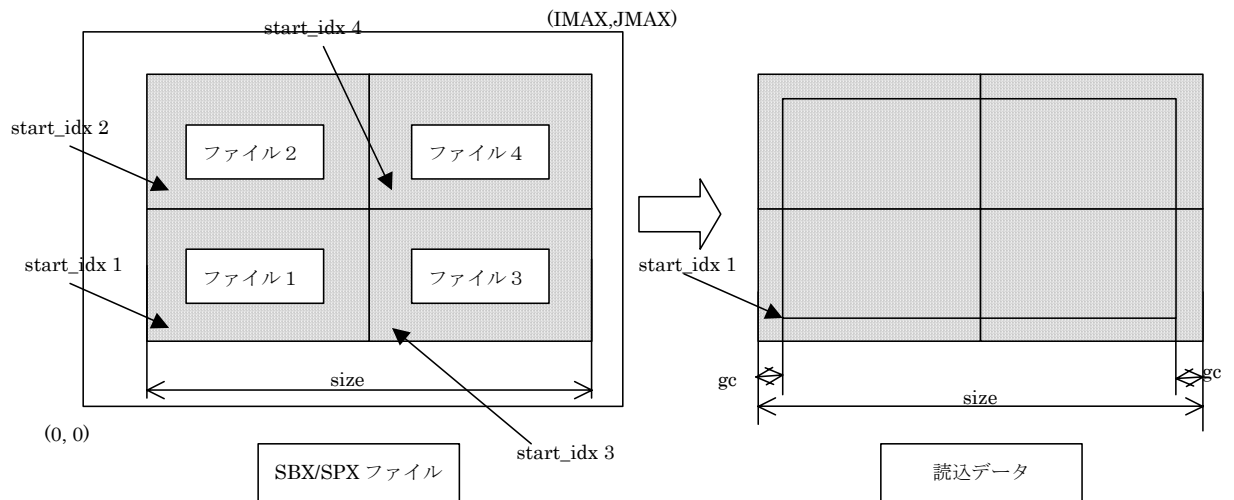 (IMAX,JMAX)
start_idx 4
start_idx 2
ファイル２
ファイル４
start_idx 1
ファイル１
ファイル３
size
(0, 0)
start_idx 3
SBX/SPX ファイル
start_idx 1
gc
gc
size
読込データ